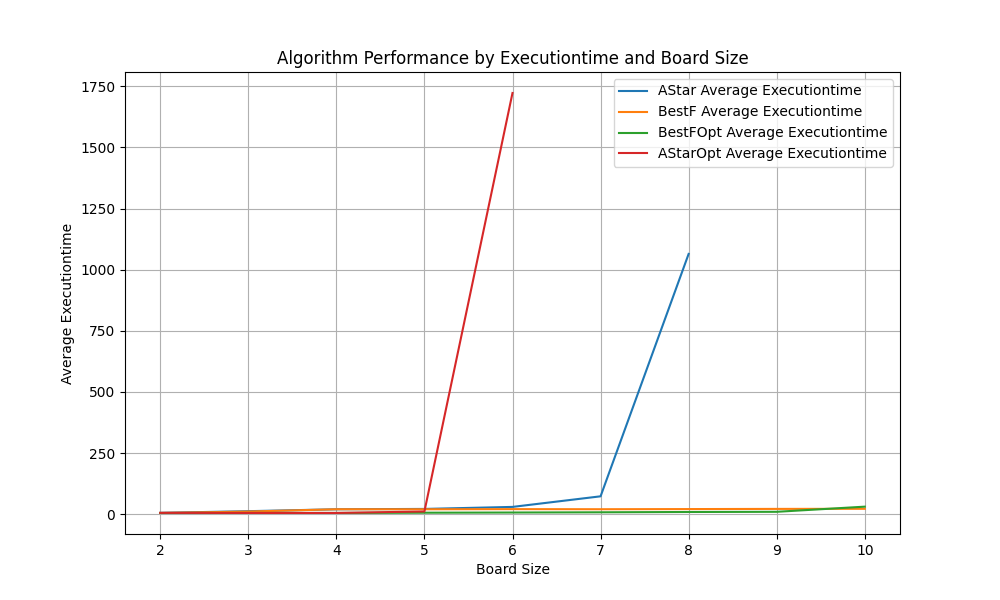 Algorithm Performance by Executiontime and Board Size
AStar Average Executiontime
BestF Average Executiontime
BestFOpt Average Executiontime
AStarOpt Average Executiontime
Average Executiontime
1750
1500
1250
1000
750
500
250
0
2 3 4 5 6 7 8 9 10
Board Size